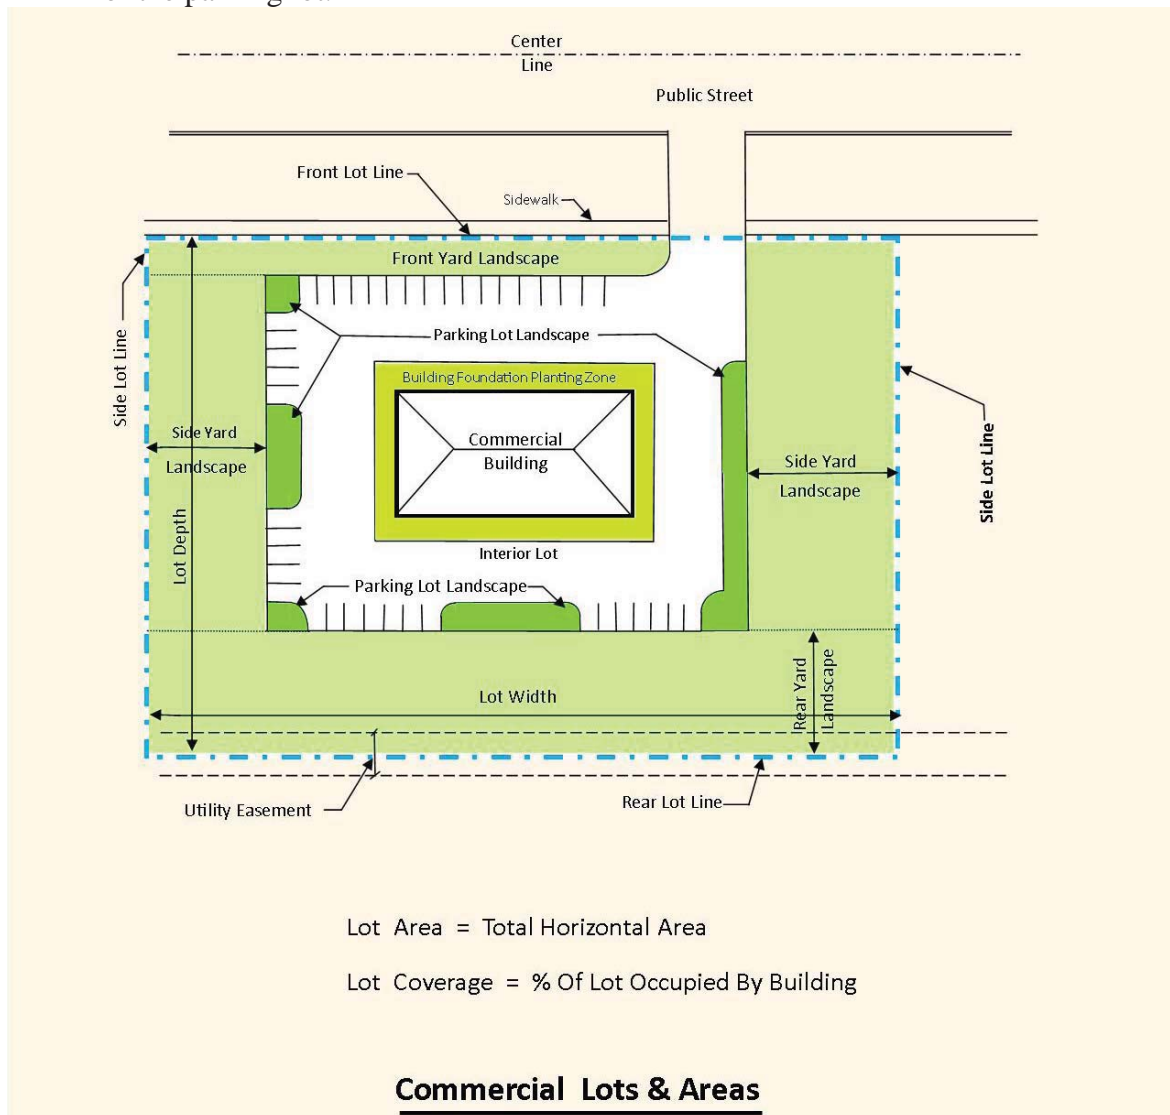 Center
Line
Public Street
Front Lot Line
Sidewalk
Front Yard Landscape
Side Lot Line
Parking Lot Landscape
Building Foundation Planting Zone
Side Yard
Landscape
Commercial
Building
Side Yard
Landscape
Side Lot Line
Lot Depth
Interior Lot
Parking Lot Landscape
Rear Yard
Landscape
Lot Width
Utility Easement
Rear Lot Line
Lot Area = Total Horizontal Area
Lot Coverage = % Of Lot Occupied By Building
Commercial Lots & Areas